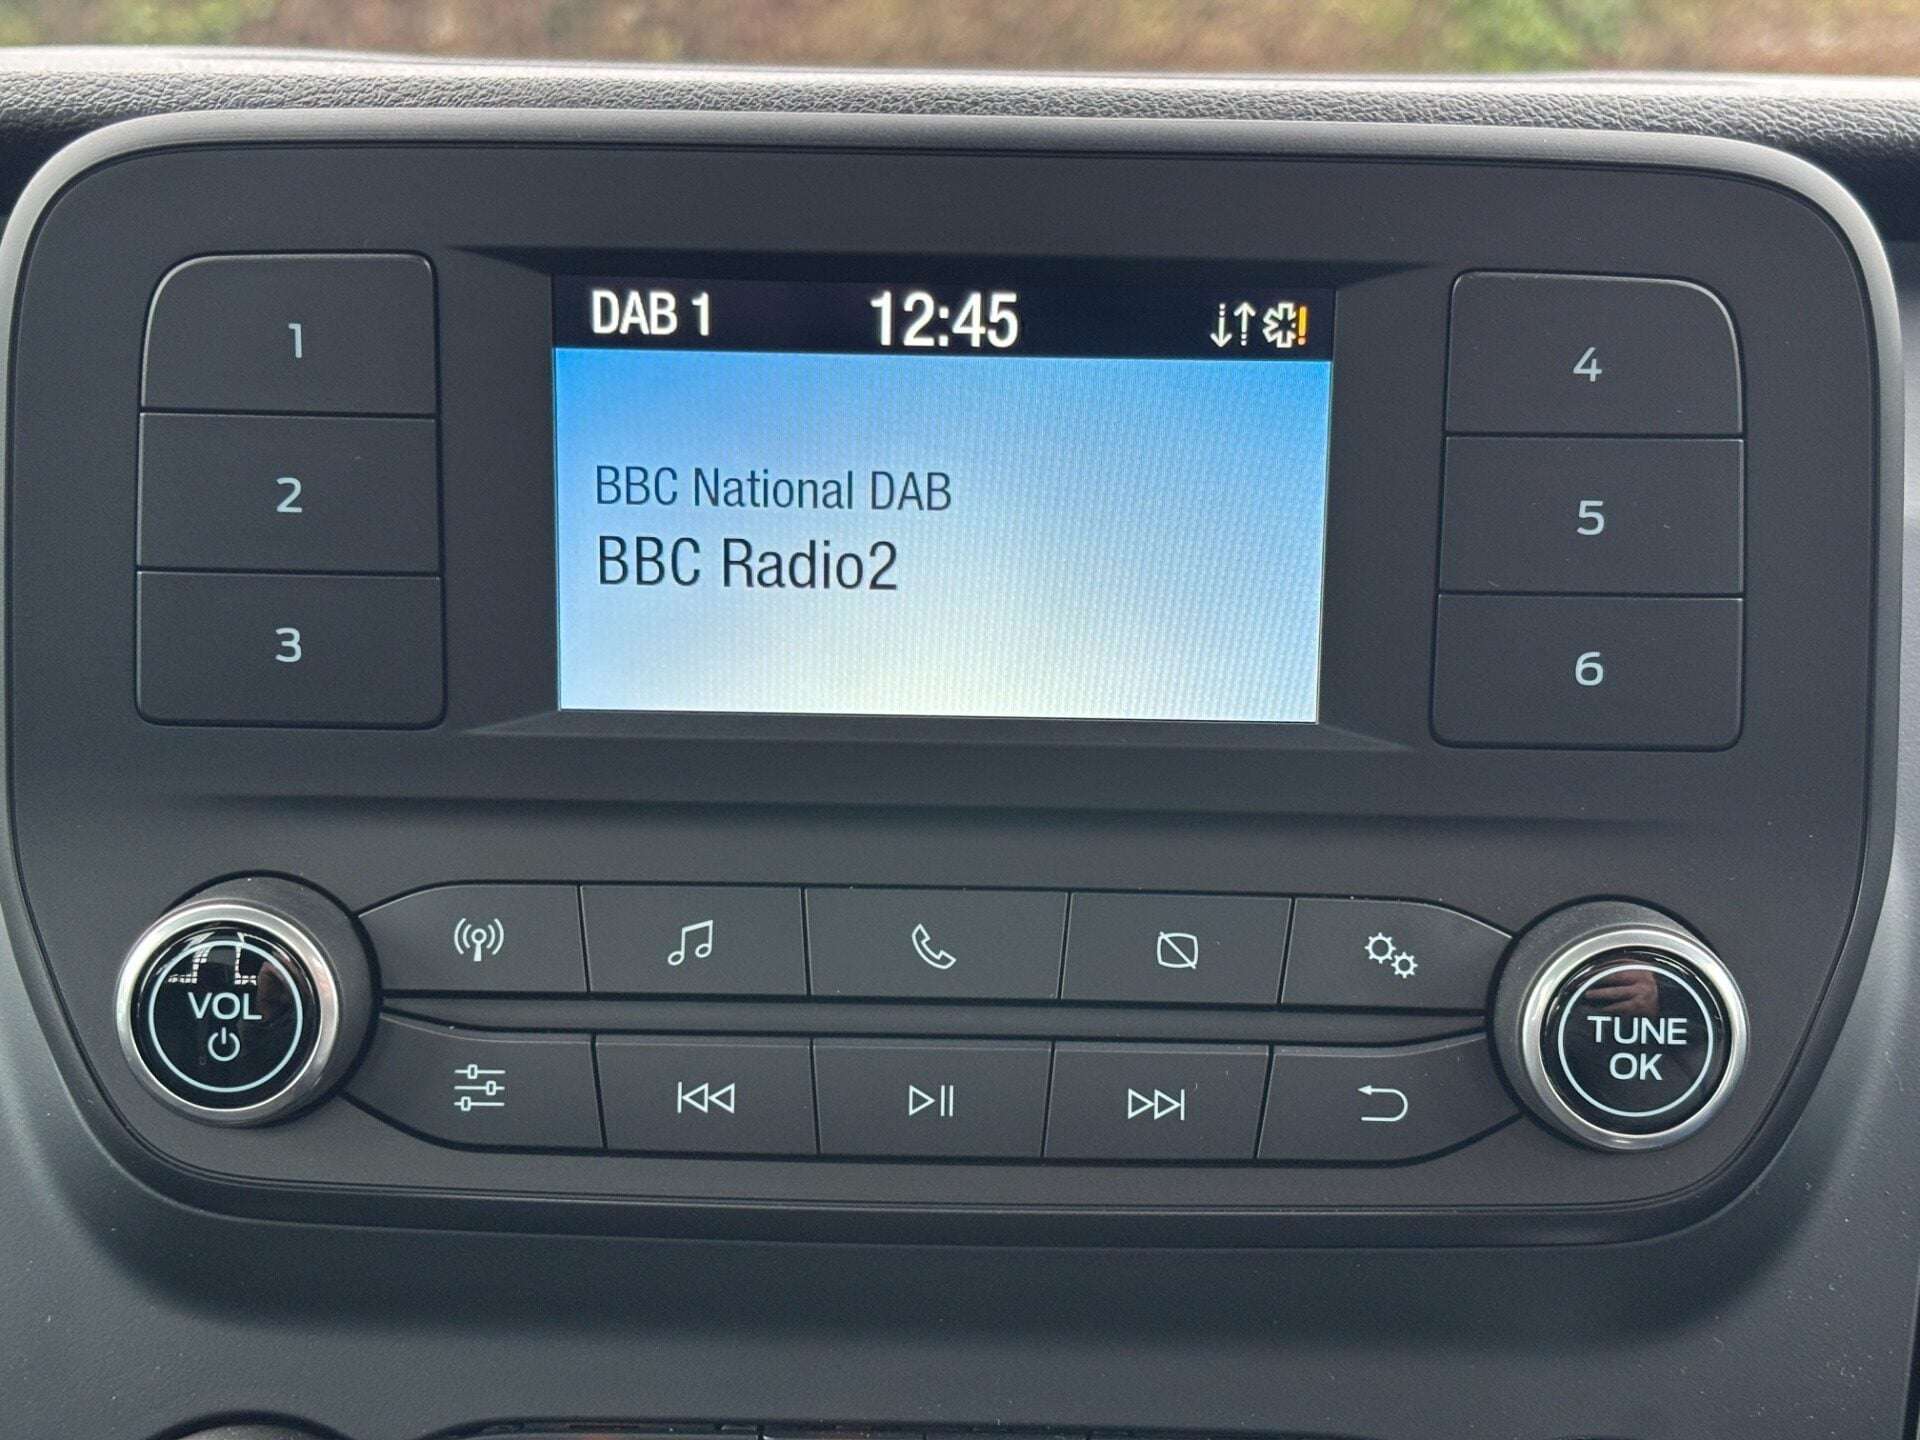 DAB 1 12:45
BBC National DAB
BBC Radio2
1
2
3
4
5
6
VOL
TUNE
OK